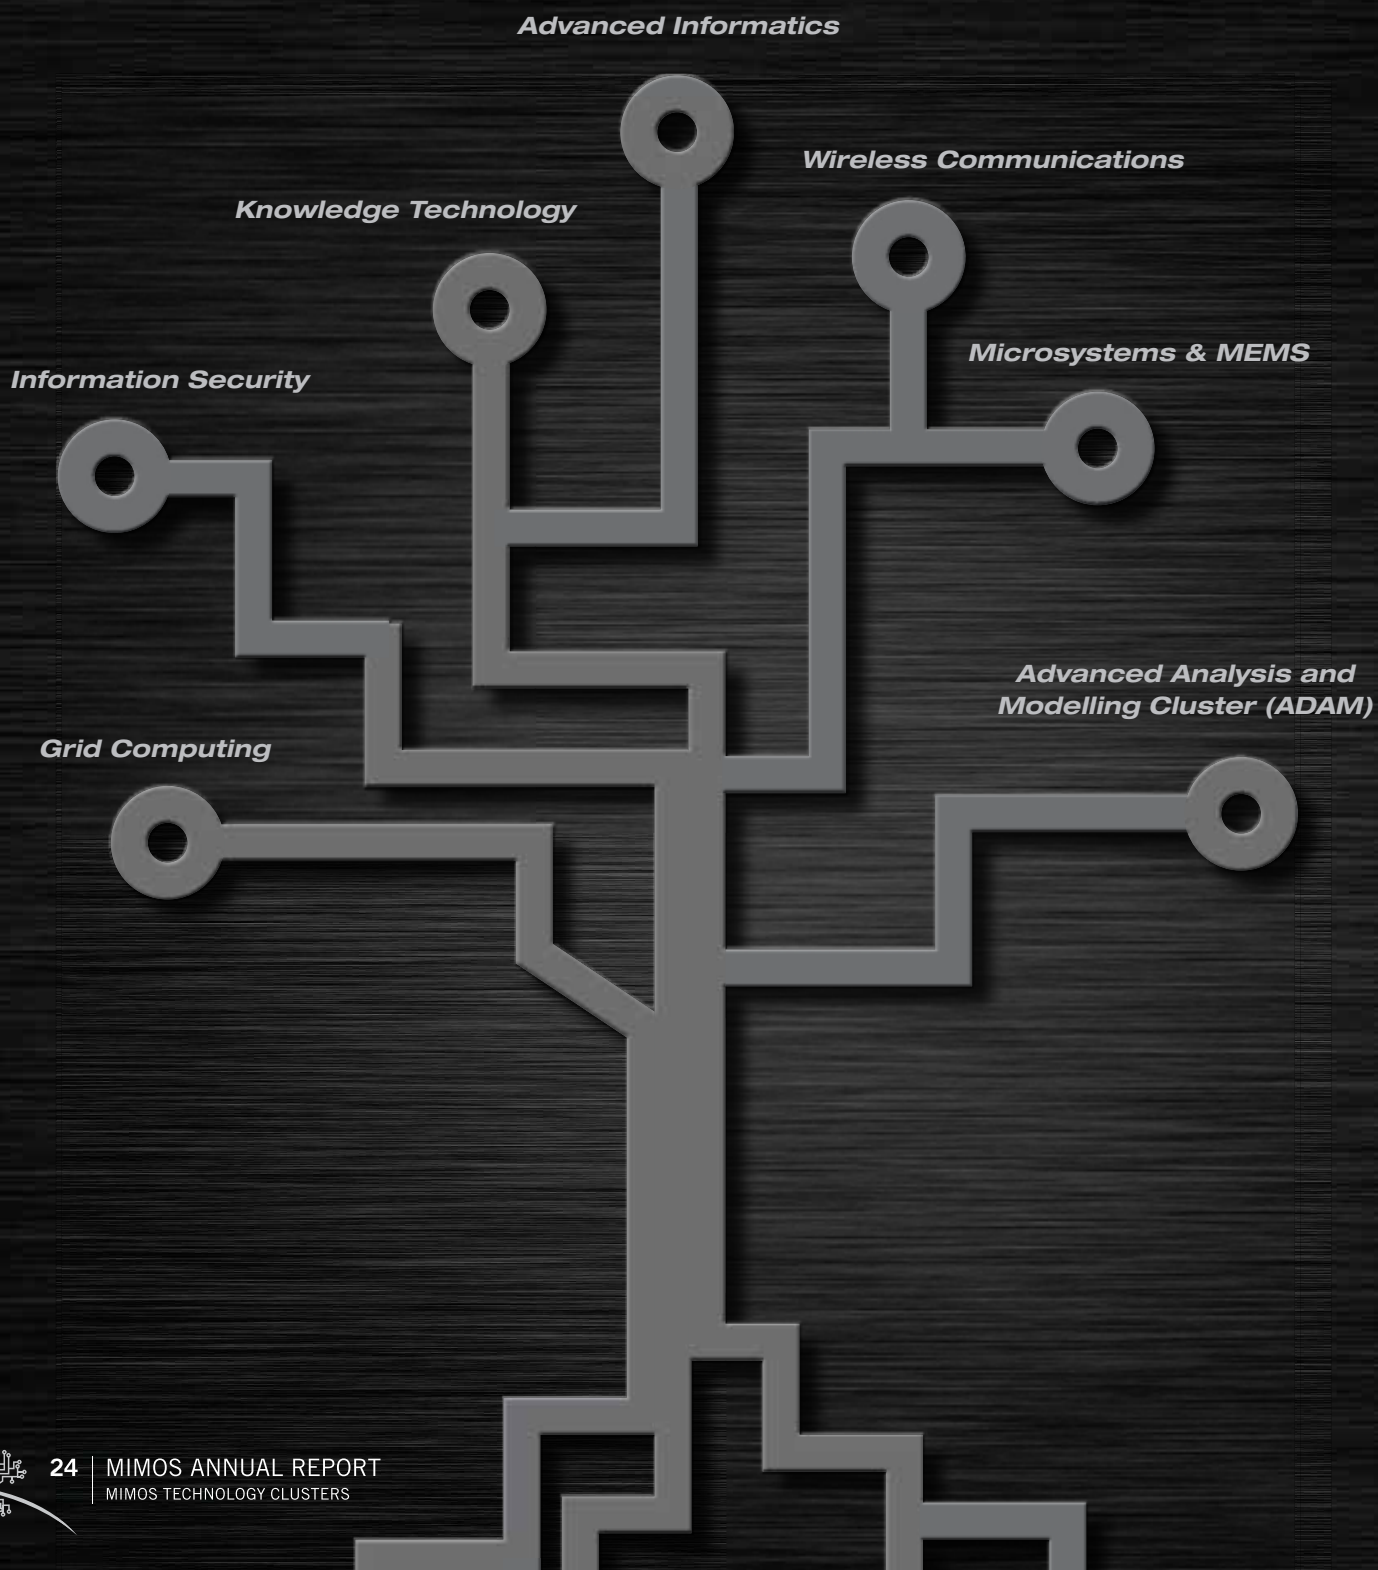 Advanced Informatics
Wireless Communications
Knowledge Technology
Microsystems & MEMS
Information Security
Advanced Analysis and
Modelling Cluster (ADAM)
Grid Computing
24
MIMOS ANNUAL REPORT
MIMOS TECHNOLOGY CLUSTERS